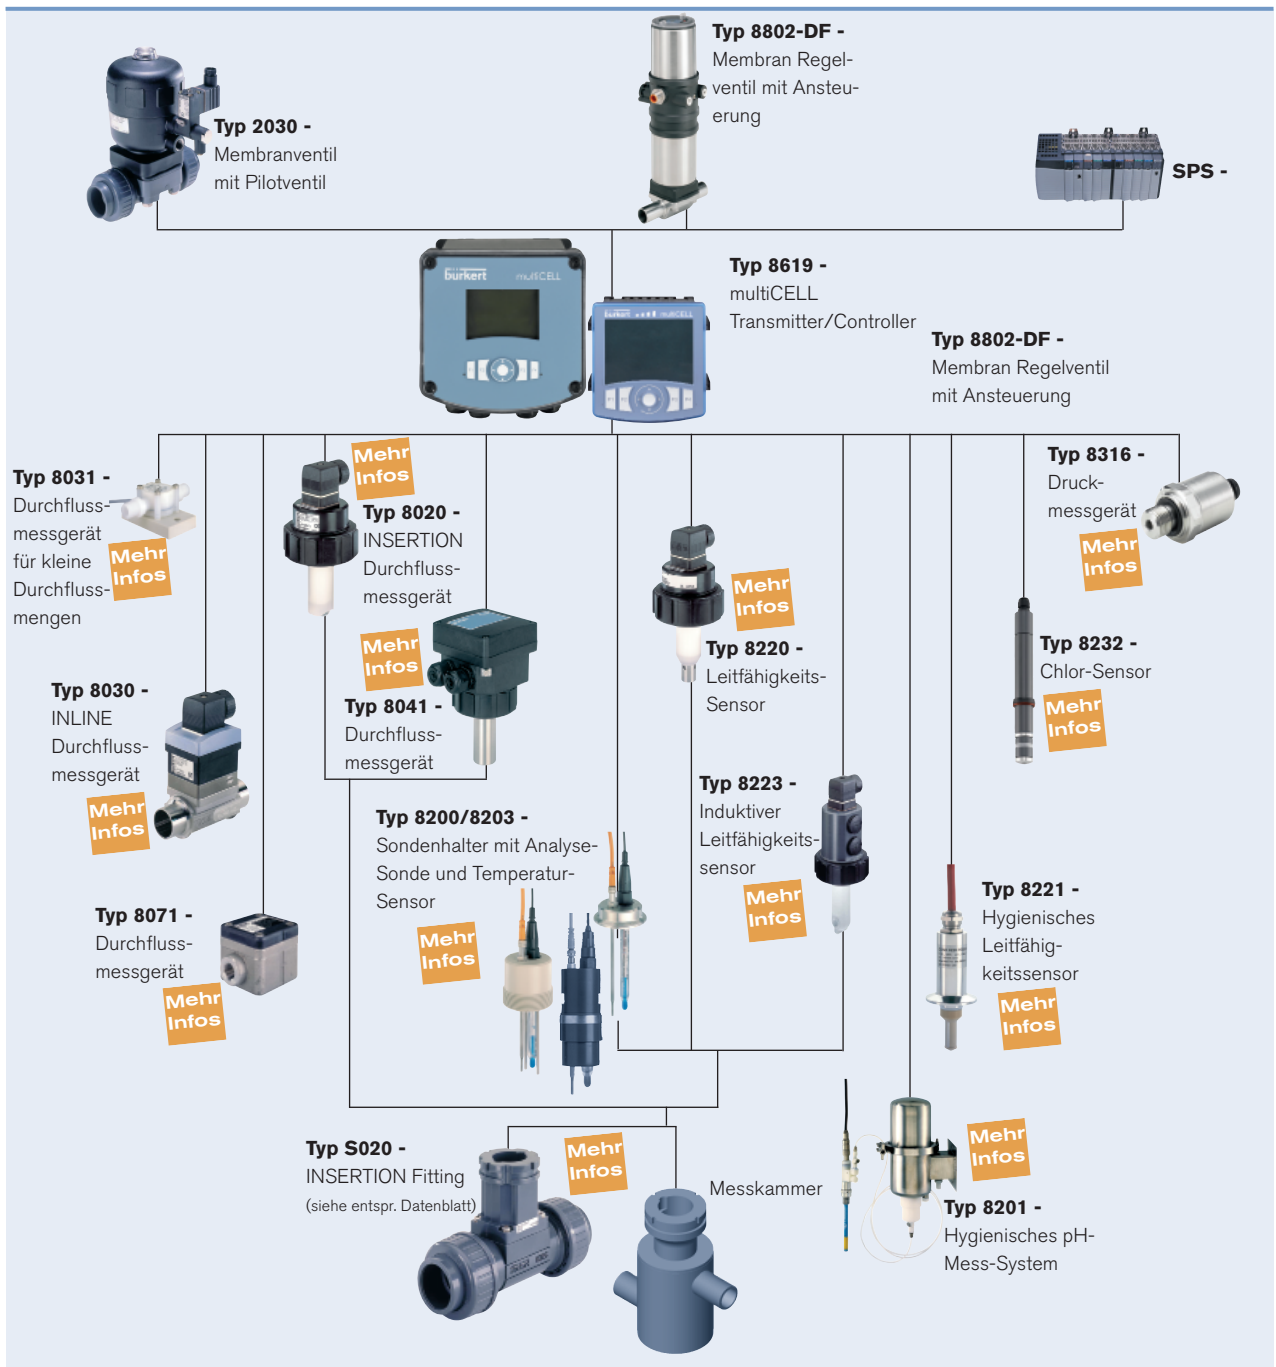 Typ 8802-DF -
Membran Regel-
ventil mit Ansteu-
erung
Typ 2030 -
Membranventil
mit Pilotventil
SPS -
burkert
multiCELL
burkert
multiCELL
Typ 8619 -
multiCELL
Transmitter/Controller
Typ 8802-DF -
Membran Regelventil
mit Ansteuerung
Typ 8031 -
Durchfluss-
messgerät
für kleine
Durchfluss-
mengen
Mehr
Infos
Mehr
Infos
Typ 8020 -
INSERTION
Durchfluss-
messgerät
Typ 8316 -
Druck-
messgerät
Mehr
Infos
Mehr
Infos
Typ 8220 -
Leitfähigkeits-
Sensor
Mehr
Infos
Typ 8041 -
Durchfluss-
messgerät
Typ 8232 -
Chlor-Sensor
Mehr
Infos
Typ 8030 -
INLINE
Durchfluss-
messgerät
Mehr
Infos
Typ 8200/8203 -
Sondenhalter mit Analyse-
Sonde und Temperatur-
Sensor
Mehr
Infos
Typ 8223 -
Induktiver
Leitfähigkeits-
sensor
Mehr
Infos
Typ 8221 -
Hygienisches
Leitfähig-
keitssensor
Mehr
Infos
Typ 8071 -
Durchfluss-
messgerät
Mehr
Infos
Typ S020 -
INSERTION Fitting
(siehe entspr. Datenblatt)
Mehr
Infos
Messkammer
Mehr
Infos
Typ 8201 -
Hygienisches pH-
Mess-System